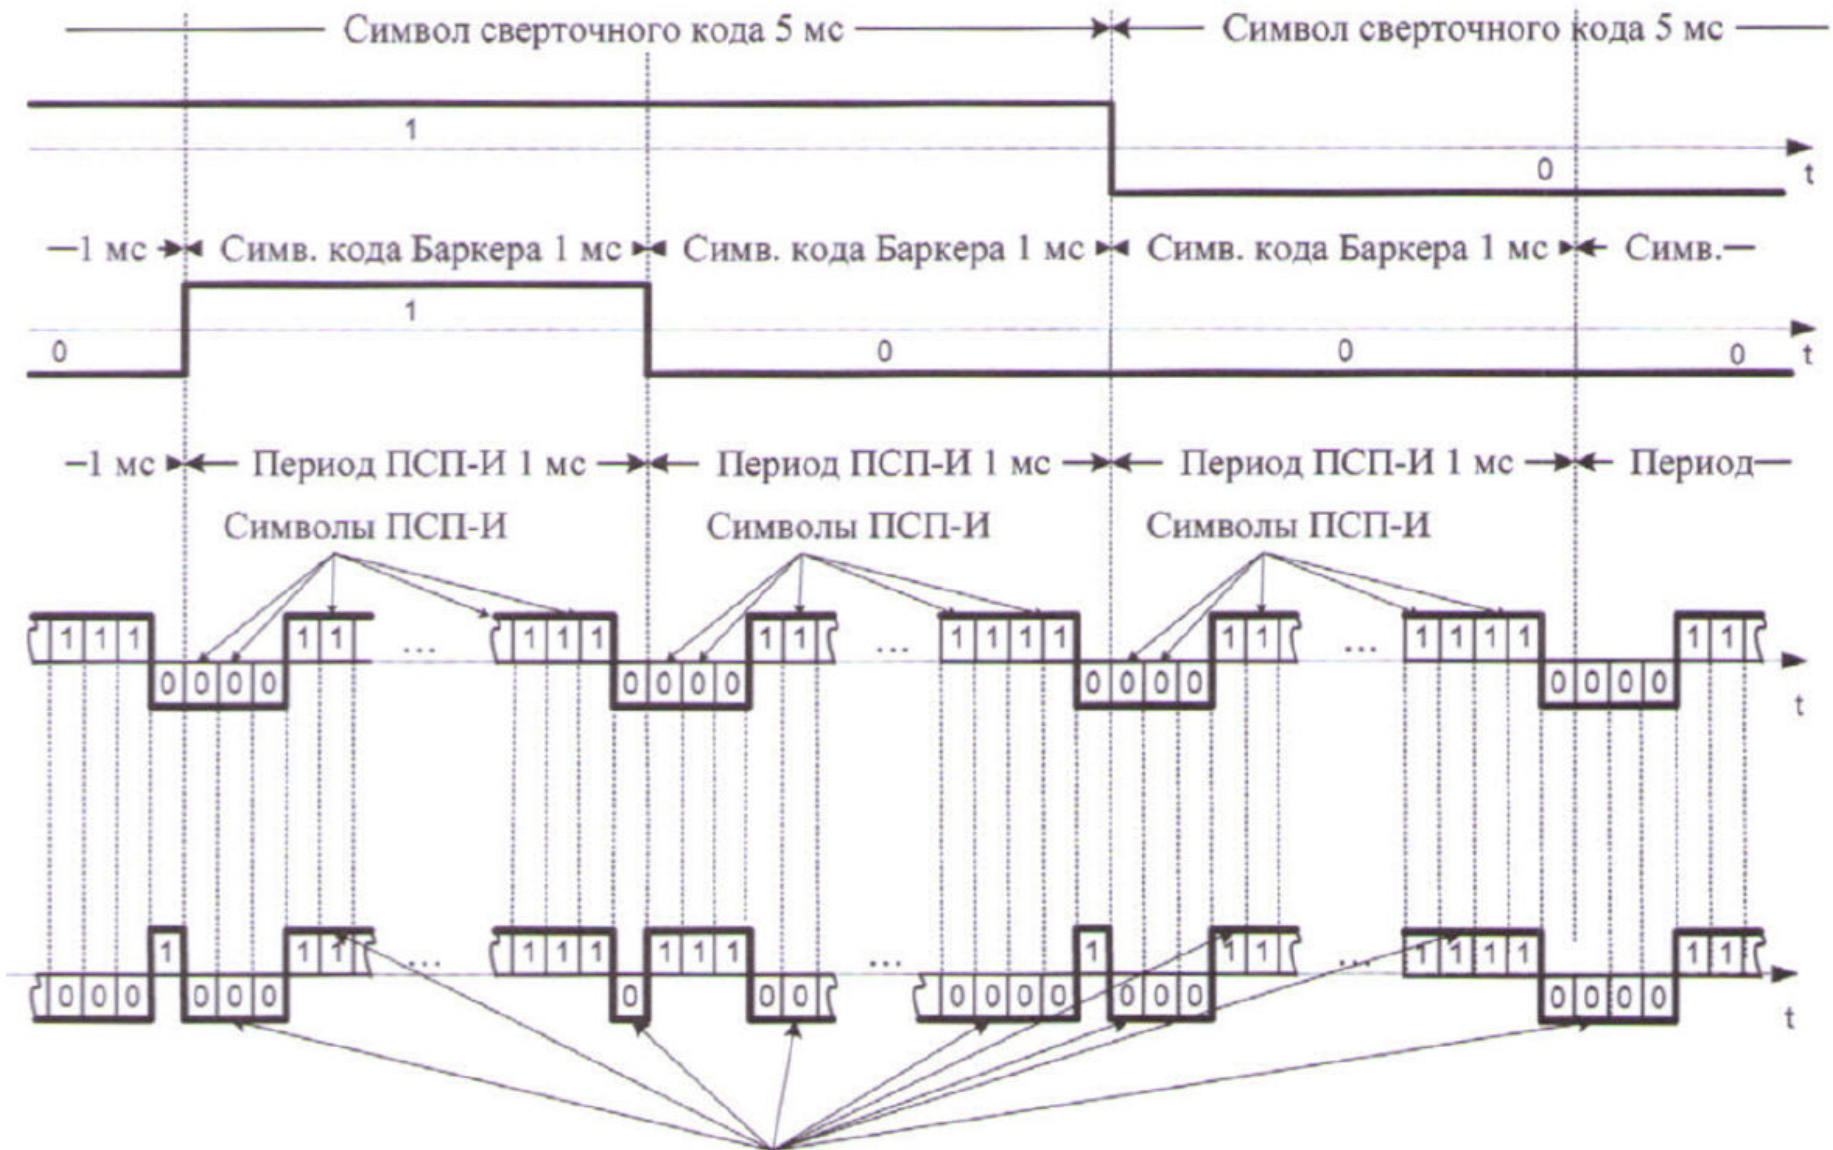 Символ сверточного кода 5 мс Символ сверточного кода 5 мс
1
0
t
1 мс Симв. кода Баркера 1 мс Симв. кода Баркера 1 мс Симв. кода Баркера 1 мс Симв.
1
0 0 0 0
t
1 мс Период ПСП-И 1 мс Период ПСП-И 1 мс Период ПСП-И 1 мс Период
Символы ПСП-И Символы ПСП-И Символы ПСП-И
1 1 1 1 1 ... 1 1 1 1 1 ... 1 1 1 1 1 1 ... 1 1 1 1 1 1
0 0 0 0 0 0 0 0 0 0 0 0 0 0 0 0
t
1 1 1 ... 1 1 1 1 1 1 ... 1 1 1 ... 1 1 1 1 1 1
0 0 0 0 0 0 0 0 0 0 0 0 0 0 0 0 0 0 0 0
t